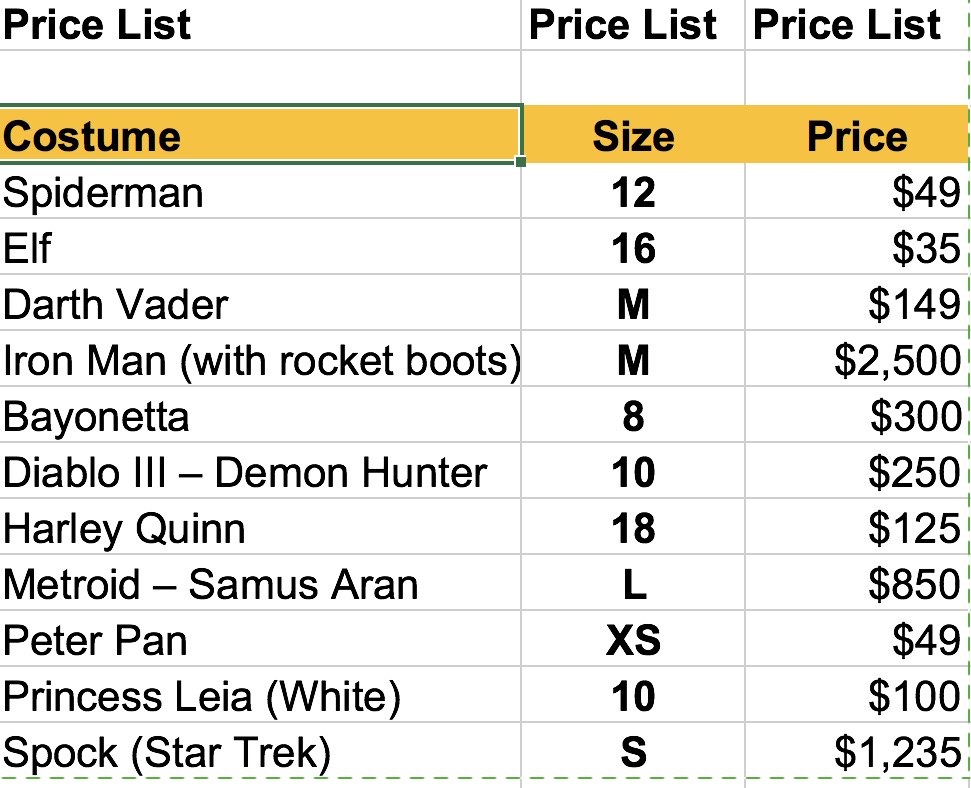 Price List Price List Price List
Costume Size Price
Spiderman 12 $49
Elf 16 $35
Darth Vader M $149
Iron Man (with rocket boots) M $2,500
Bayonetta 8 $300
Diablo III – Demon Hunter 10 $250
Harley Quinn 18 $125
Metroid – Samus Aran L $850
Peter Pan XS $49
Princess Leia (White) 10 $100
Spock (Star Trek) S $1,235